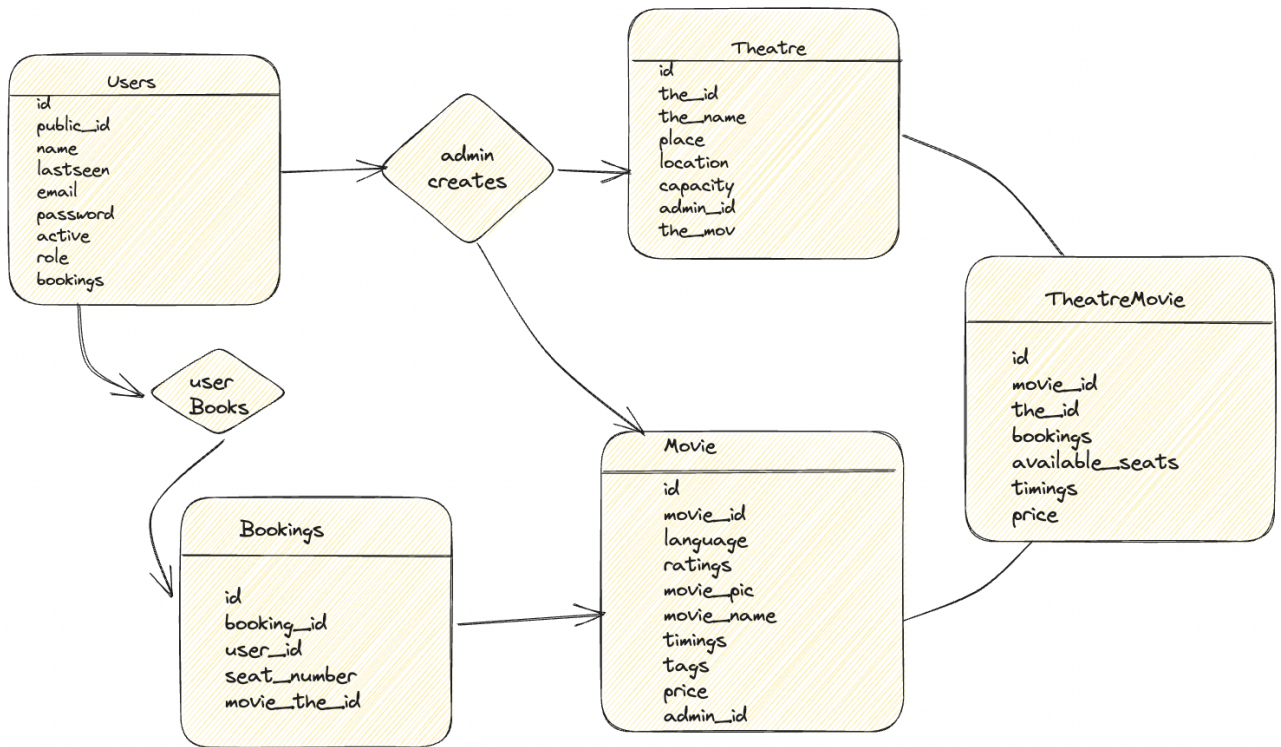 Users
id
public_id
name
lastseen
email
password
active
role
bookings
admin
creates
Theatre
id
the_id
the_name
place
location
capacity
admin_id
the_mov
TheatreMovie
id
movie_id
the_id
bookings
available_seats
timings
price
user
Books
Bookings
id
booking_id
user_id
seat_number
movie_the_id
Movie
id
movie_id
language
ratings
movie_pic
movie_name
timings
tags
price
admin_id